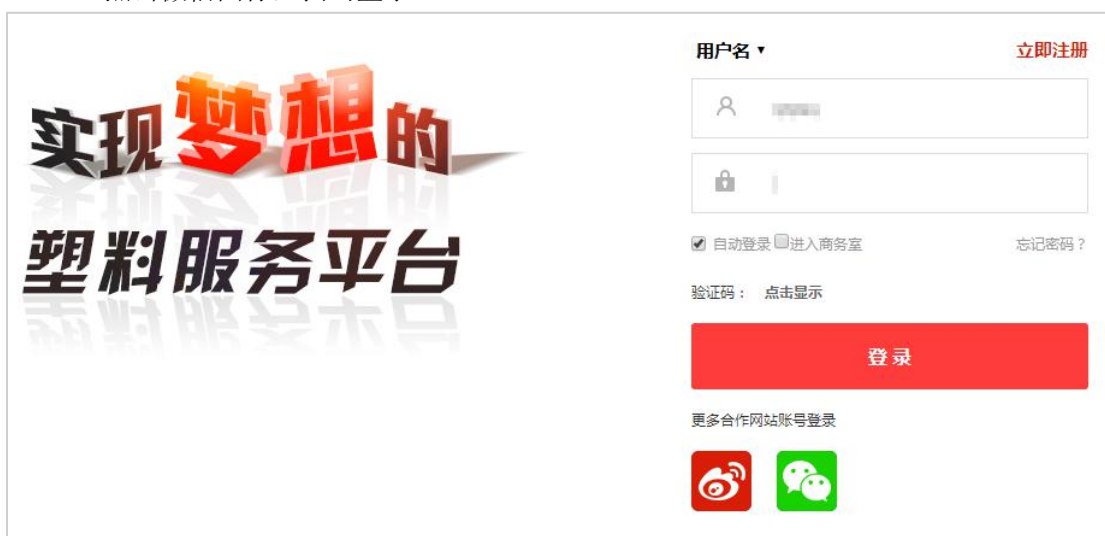 实现梦想的
塑料服务平台
用户名
立即注册
自动登录 进入商务室
忘记密码？
验证码： 点击显示
登录
更多合作网站账号登录